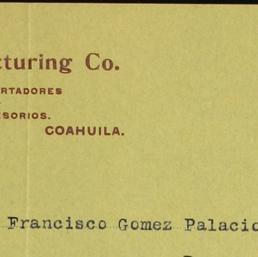 cturing Co.
RTADORES
Y
ESORIOS.
COAHUILA.
Francisco Gomez Palacio